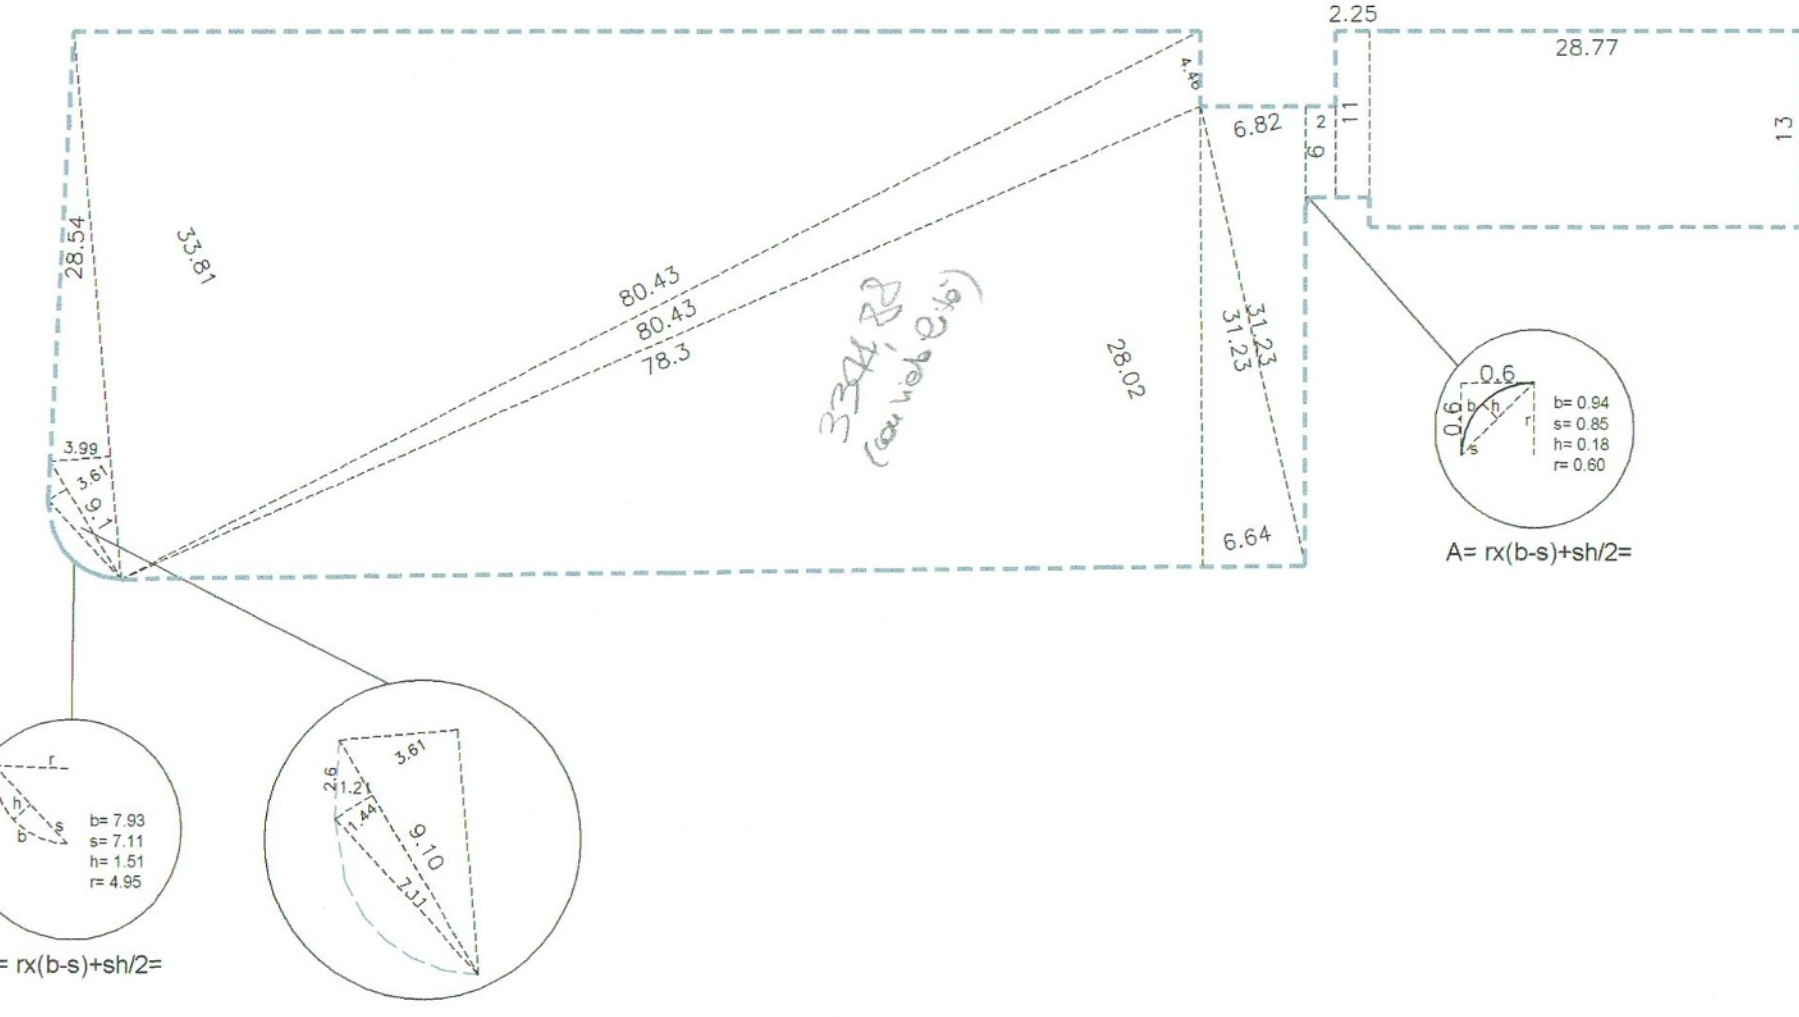 2.25
28.77
4.46
6.82
2
6
11
13
28.54
33.81
80.43
80.43
78.3
3344,28
31.23
31.23
28.02
3.99
3.61
9.1
6.64
0.6
0.6
b
h
r
s
b= 0.94
s= 0.85
h= 0.18
r= 0.60
A= rx(b-s)+sh/2=
r
h
s
b
b= 7.93
s= 7.11
h= 1.51
r= 4.95
= rx(b-s)+sh/2=
3.61
2.6
1.21
1.44
9.10
7.11